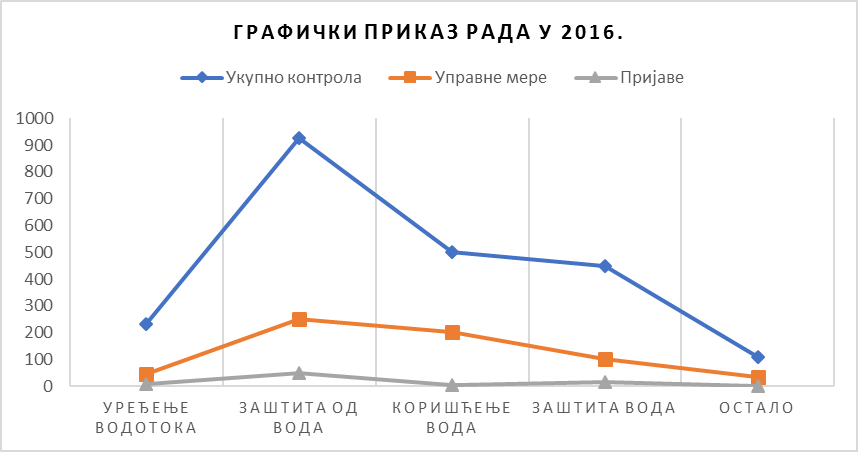 ГРАФИЧКИ ПРИКАЗ РАДА У 2016.
Укупно контрола Управне мере Пријаве
1000
900
800
700
600
500
400
300
200
100
0
УРЕЂЕЊЕ ВОДОТОКА
ЗАШТИТА ОД ВОДА
КОРИШЋЕЊЕ ВОДА
ЗАШТИТА ВОДА
ОСТАЛО